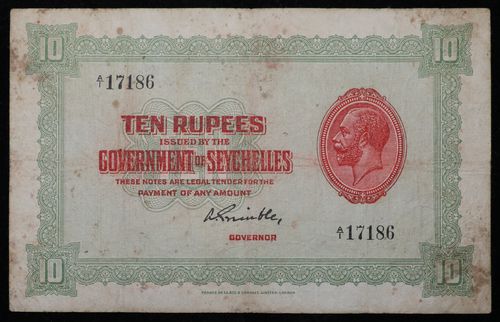 10 10
A/1 17186
TEN RUPEES
ISSUED BY THE
GOVERNMENT OF SEYCHELLES
THESE NOTES ARE LEGAL TENDER FOR THE
PAYMENT OF ANY AMOUNT
GOVERNOR
A/1 17186
10 10